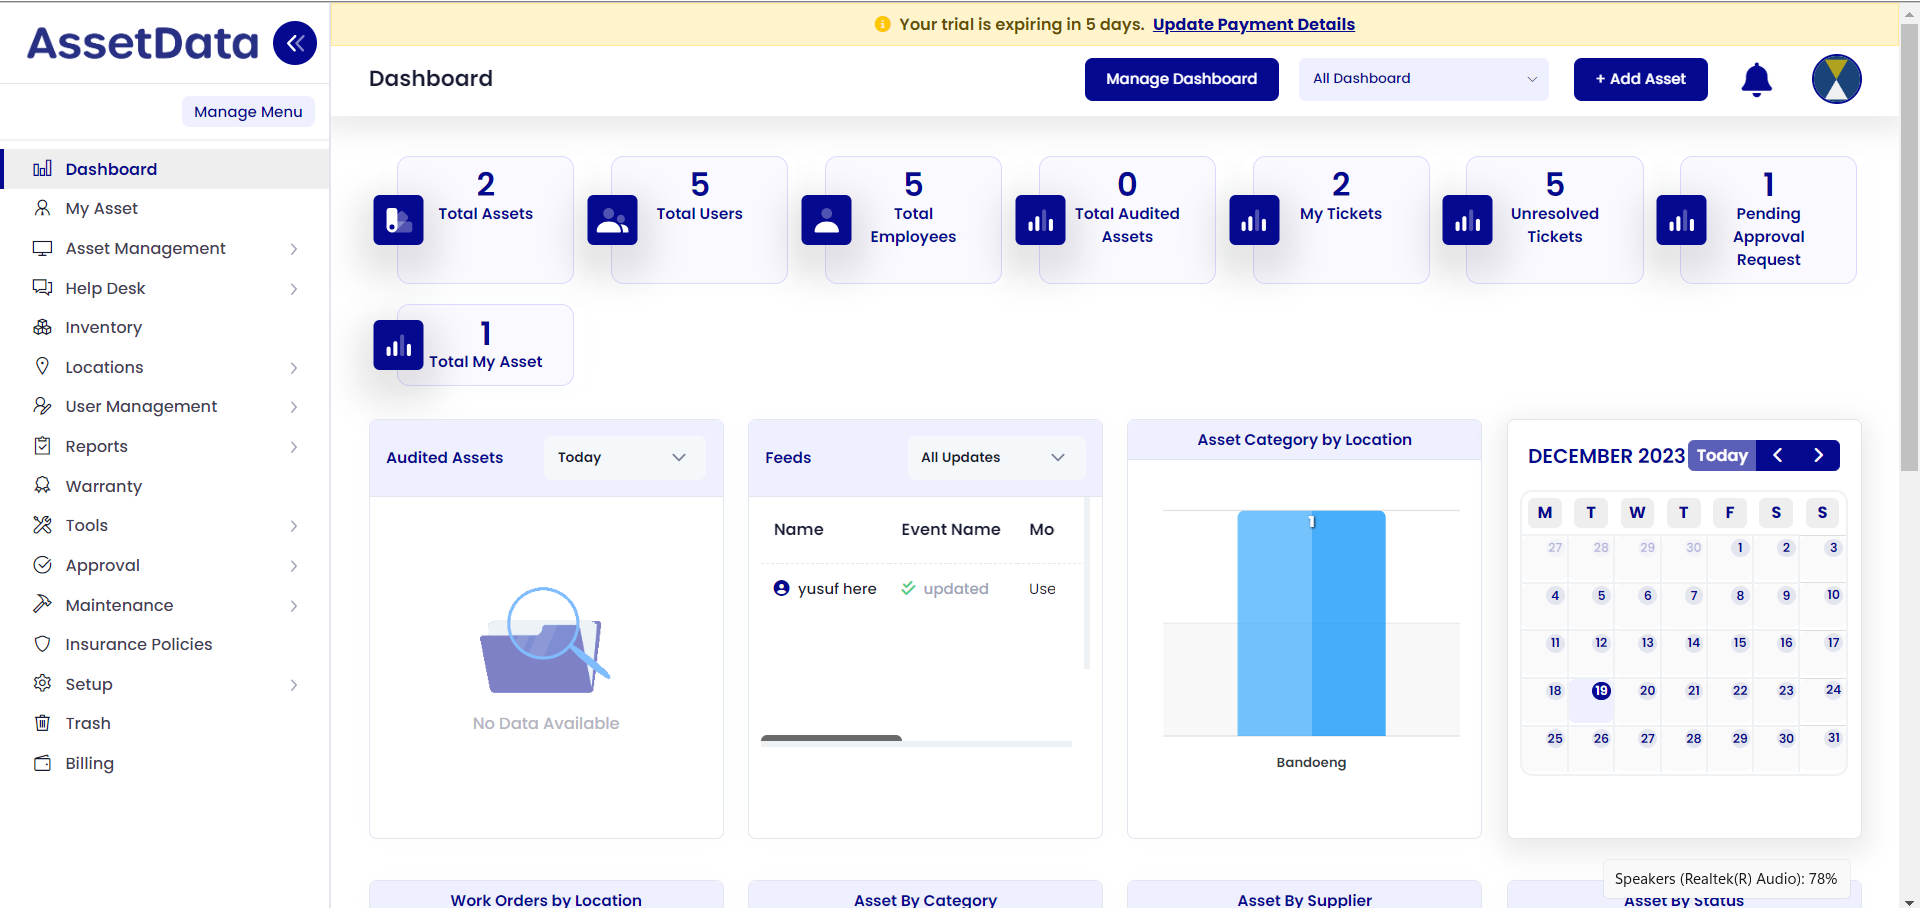 AssetData
Your trial is expiring in 5 days. Update Payment Details
Dashboard
Manage Dashboard
All Dashboard
+ Add Asset
Manage Menu
Dashboard
My Asset
Asset Management
Help Desk
Inventory
Locations
User Management
Reports
Warranty
Tools
Approval
Maintenance
Insurance Policies
Setup
Trash
Billing
2
Total Assets
5
Total Users
5
Total
Employees
0
Total Audited
Assets
2
My Tickets
5
Unresolved
Tickets
1
Pending
Approval
Request
1
Total My Asset
Audited Assets
Today
No Data Available
Feeds
All Updates
Name Event Name Mo
yusuf here updated Use
Asset Category by Location
1
Bandoeng
DECEMBER 2023 Today
M T W T F S S
27 28 29 30 1 2 3
4 5 6 7 8 9 10
11 12 13 14 15 16 17
18 19 20 21 22 23 24
25 26 27 28 29 30 31
Work Orders by Location
Asset By Category
Asset By Supplier
Asset By Status
Speakers (Realtek(R) Audio): 78%